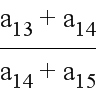 a₁₃ + a₁₄
a₁₄ + a₁₅